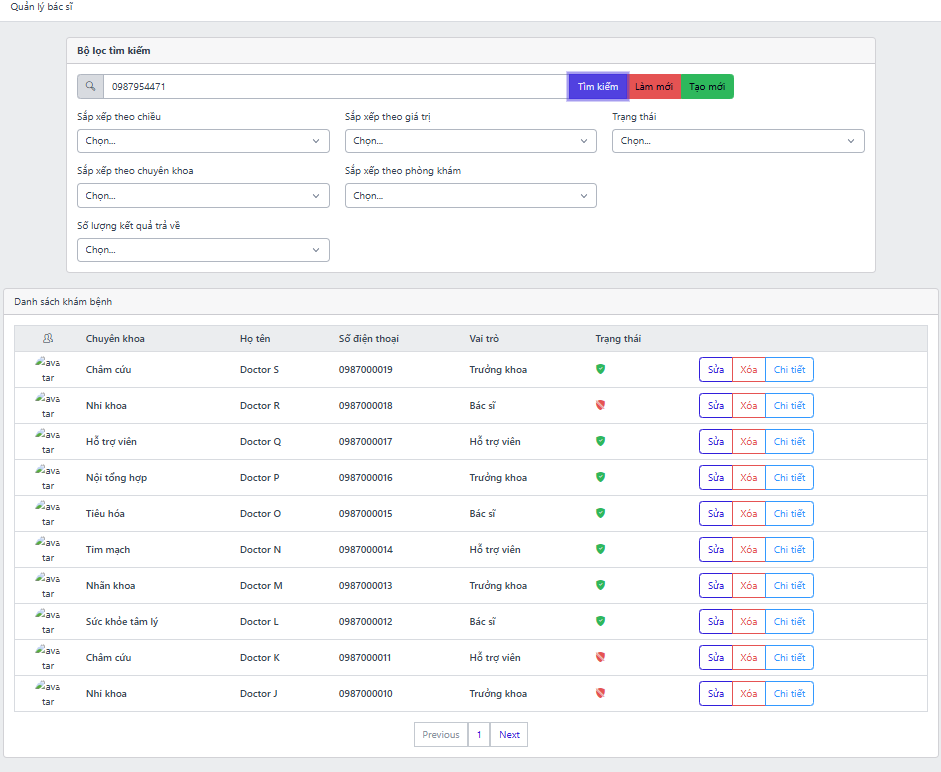 Quản lý bác sĩ
Bộ lọc tìm kiếm
0987954471 Tìm kiếm Làm mới Tạo mới
Sắp xếp theo chiều Sắp xếp theo giá trị Trạng thái
Chọn... Chọn... Chọn...
Sắp xếp theo chuyên khoa Sắp xếp theo phòng khám
Chọn... Chọn...
Số lượng kết quả trả về
Chọn...
Danh sách khám bệnh
Chuyên khoa Họ tên Số điện thoại Vai trò Trạng thái
avatar Châm cứu Doctor S 0987000019 Trưởng khoa Sửa Xóa Chi tiết
avatar Nhi khoa Doctor R 0987000018 Bác sĩ Sửa Xóa Chi tiết
avatar Hỗ trợ viên Doctor Q 0987000017 Hỗ trợ viên Sửa Xóa Chi tiết
avatar Nội tổng hợp Doctor P 0987000016 Trưởng khoa Sửa Xóa Chi tiết
avatar Tiêu hóa Doctor O 0987000015 Bác sĩ Sửa Xóa Chi tiết
avatar Tim mạch Doctor N 0987000014 Hỗ trợ viên Sửa Xóa Chi tiết
avatar Nhãn khoa Doctor M 0987000013 Trưởng khoa Sửa Xóa Chi tiết
avatar Sức khỏe tâm lý Doctor L 0987000012 Bác sĩ Sửa Xóa Chi tiết
avatar Châm cứu Doctor K 0987000011 Hỗ trợ viên Sửa Xóa Chi tiết
avatar Nhi khoa Doctor J 0987000010 Trưởng khoa Sửa Xóa Chi tiết
Previous 1 Next